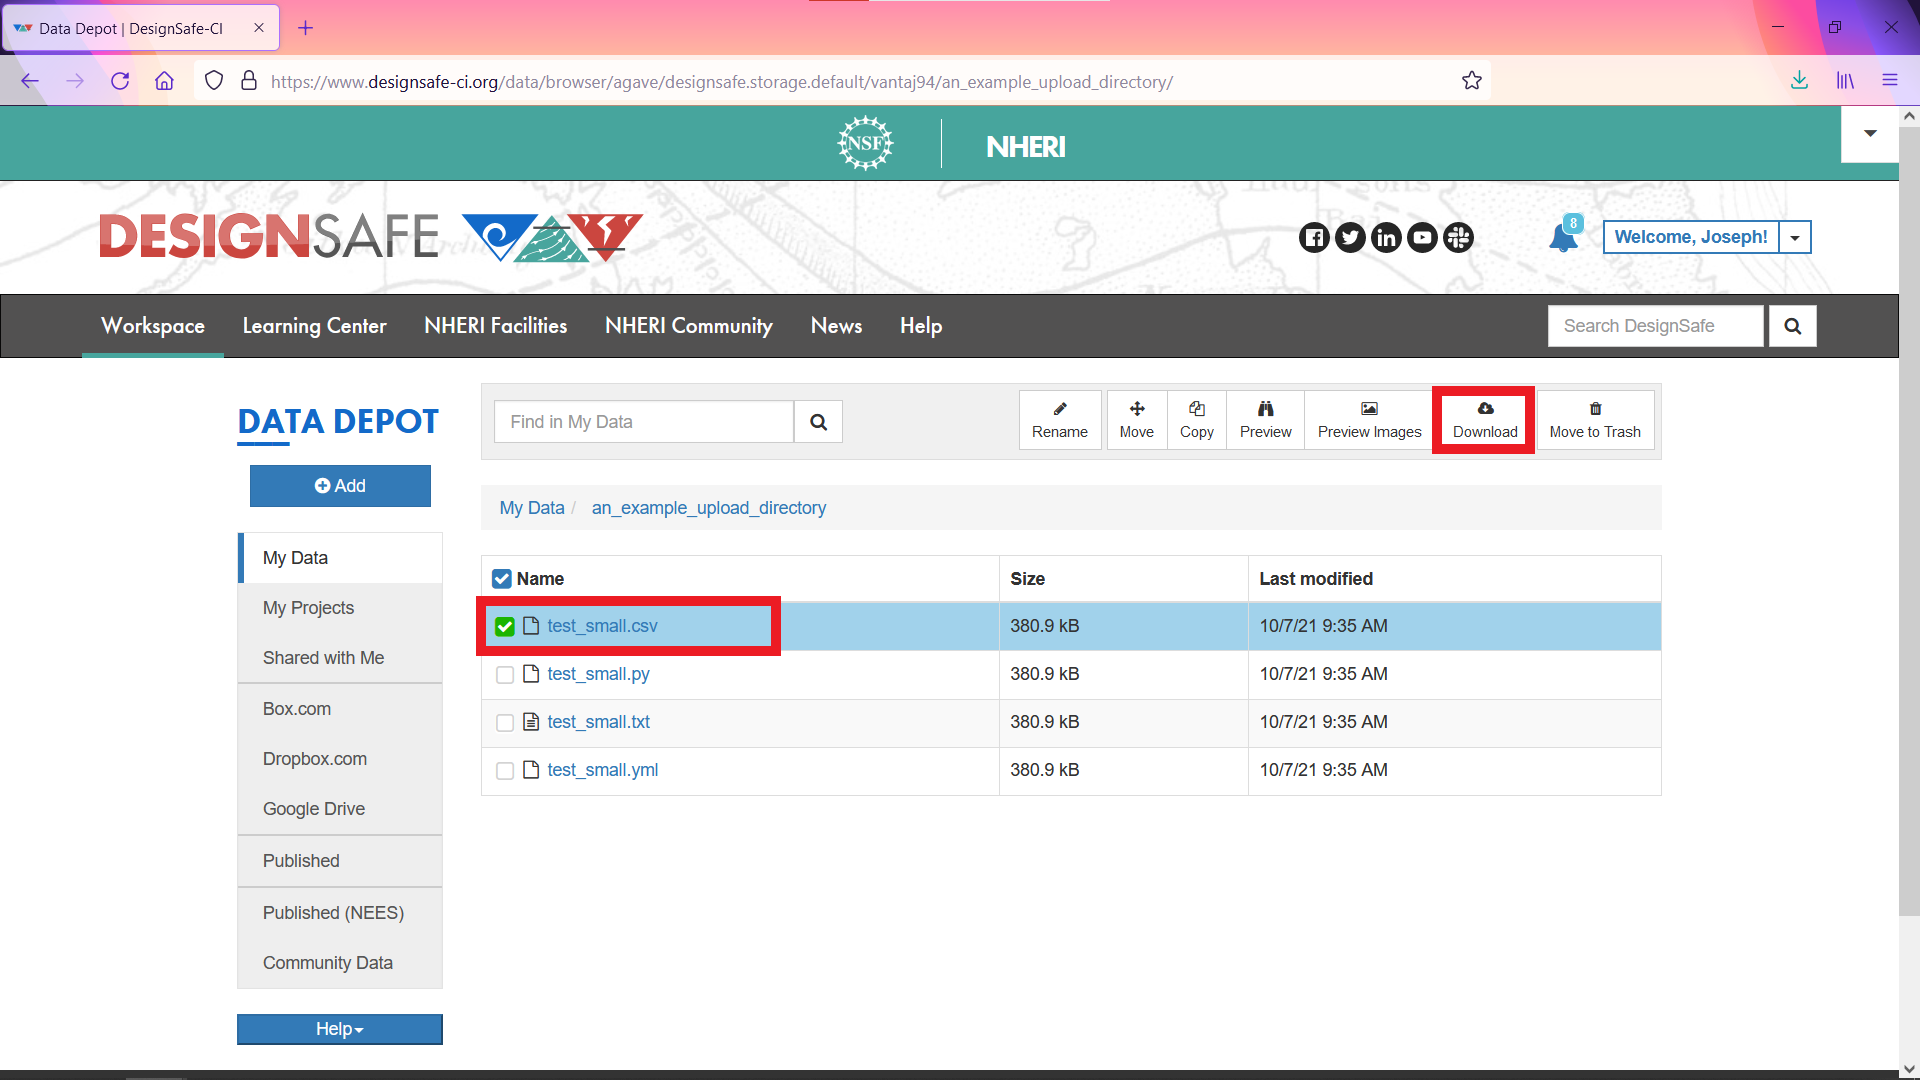 Data Depot | DesignSafe-CI
https://www.designsafe-ci.org/data/browser/agave/designsafe.storage.default/vantaj94/an_example_upload_directory/
NSF
NHERI
DESIGNSAFE
8
Welcome, Joseph!
Workspace
Learning Center
NHERI Facilities
NHERI Community
News
Help
Search DesignSafe
DATA DEPOT
Find in My Data
Rename
Move
Copy
Preview
Preview Images
Download
Move to Trash
Add
My Data / an_example_upload_directory
My Data
My Projects
Shared with Me
Box.com
Dropbox.com
Google Drive
Published
Published (NEES)
Community Data
Help
Name Size Last modified
test_small.csv 380.9 kB 10/7/21 9:35 AM
test_small.py 380.9 kB 10/7/21 9:35 AM
test_small.txt 380.9 kB 10/7/21 9:35 AM
test_small.yml 380.9 kB 10/7/21 9:35 AM